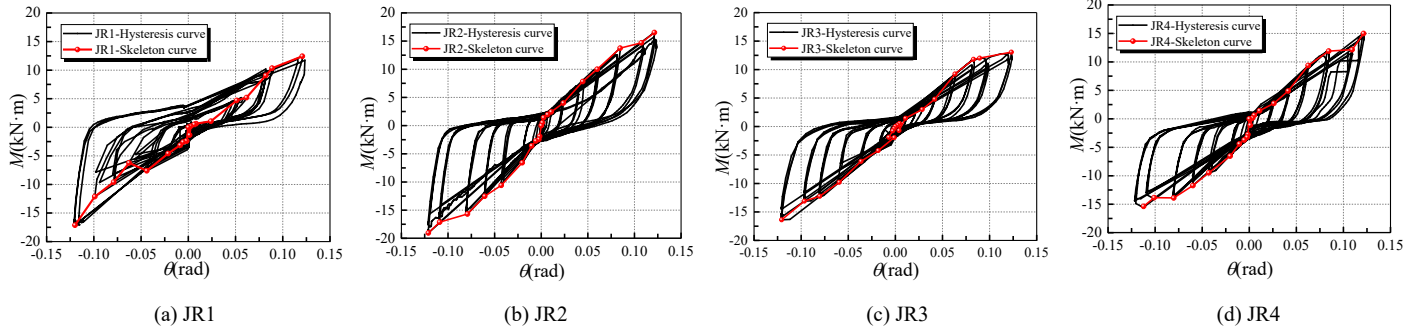 20
15
10
5
0
-5
-10
-15
-20
M(kN·m)
JR1-Hysteresis curve
JR1-Skeleton curve
-0.15 -0.10 -0.05 0.00 0.05 0.10 0.15
θ(rad)
(a) JR1
20
15
10
5
0
-5
-10
-15
-20
M(kN·m)
JR2-Hysteresis curve
JR2-Skeleton curve
-0.15 -0.10 -0.05 0.00 0.05 0.10 0.15
θ(rad)
(b) JR2
20
15
10
5
0
-5
-10
-15
-20
M(kN·m)
JR3-Hysteresis curve
JR3-Skeleton curve
-0.15 -0.10 -0.05 0.00 0.05 0.10 0.15
θ(rad)
(c) JR3
20
15
10
5
0
-5
-10
-15
-20
M(kN·m)
JR4-Hysteresis curve
JR4-Skeleton curve
-0.15 -0.10 -0.05 0.00 0.05 0.10 0.15
θ(rad)
(d) JR4